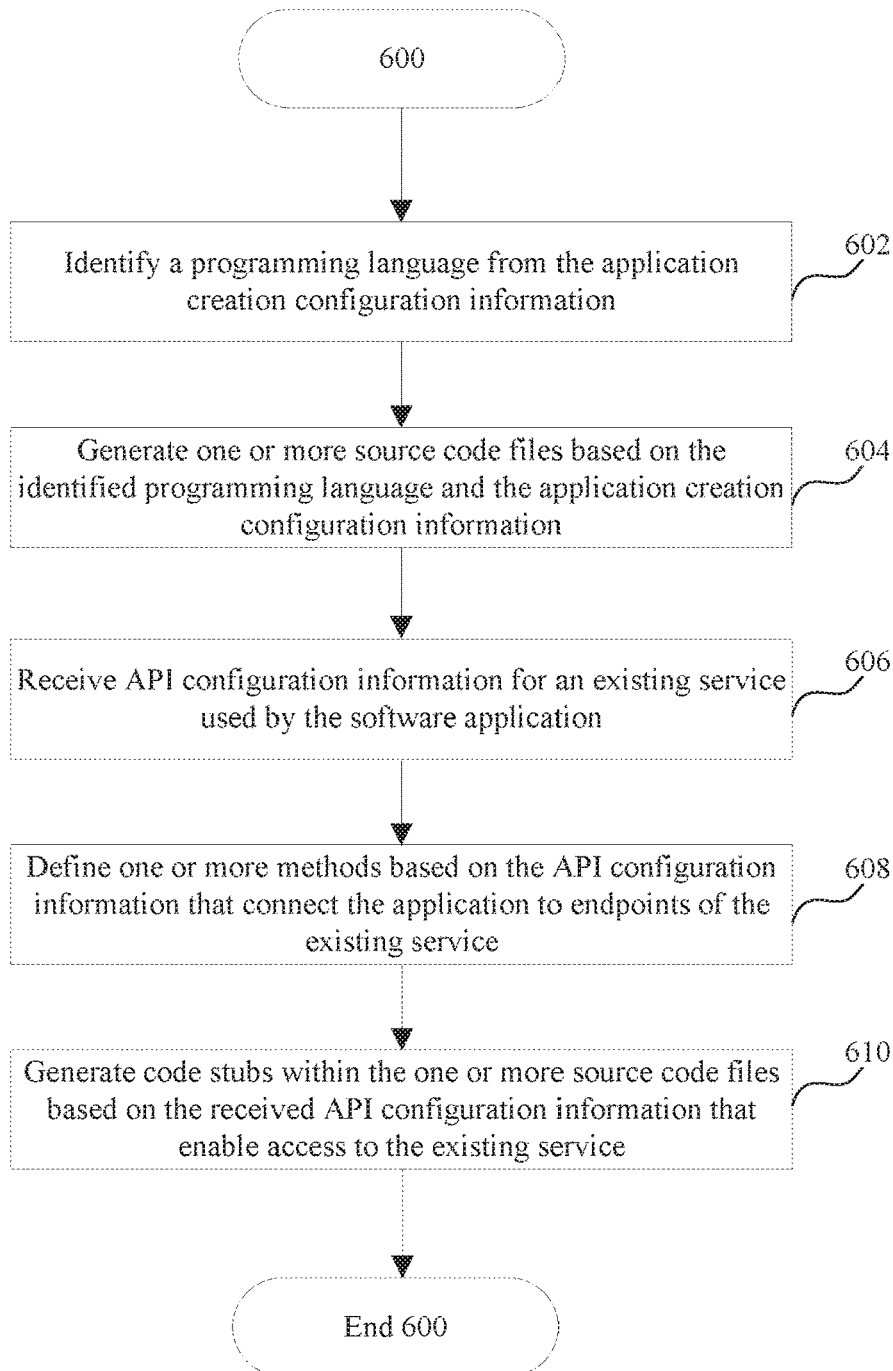 600
Identify a programming language from the application
creation configuration information
602
Generate one or more source code files based on the
identified programming language and the application creation
configuration information
604
Receive API configuration information for an existing service
used by the software application
606
Define one or more methods based on the API configuration
information that connect the application to endpoints of the
existing service
608
Generate code stubs within the one or more source code files
based on the received API configuration information that
enable access to the existing service
610
End 600